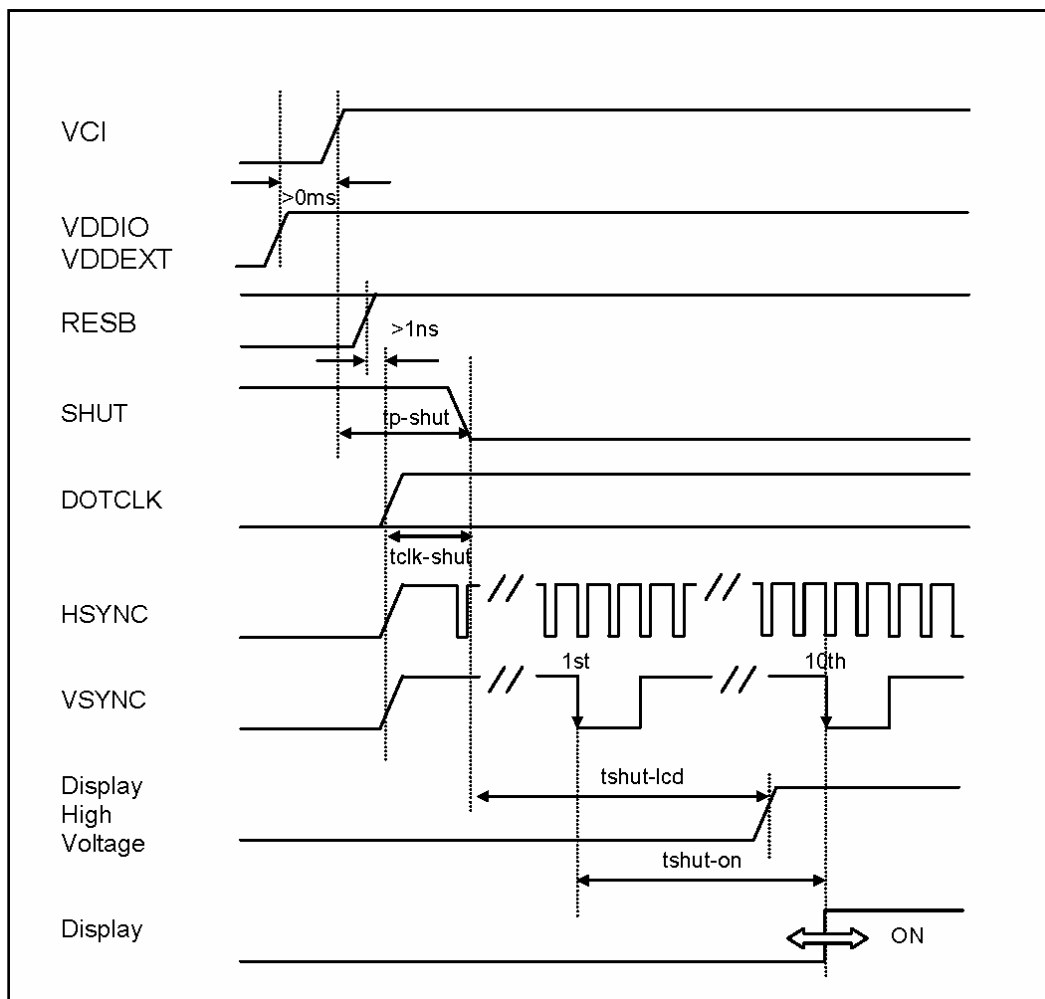 VCI
>0ms
VDDIO
VDDEXT
RESB
>1ns
SHUT
tp-shut
DOTCLK
tclk-shut
HSYNC
1st
10th
VSYNC
Display
High
Voltage
tshut-lcd
tshut-on
Display
ON